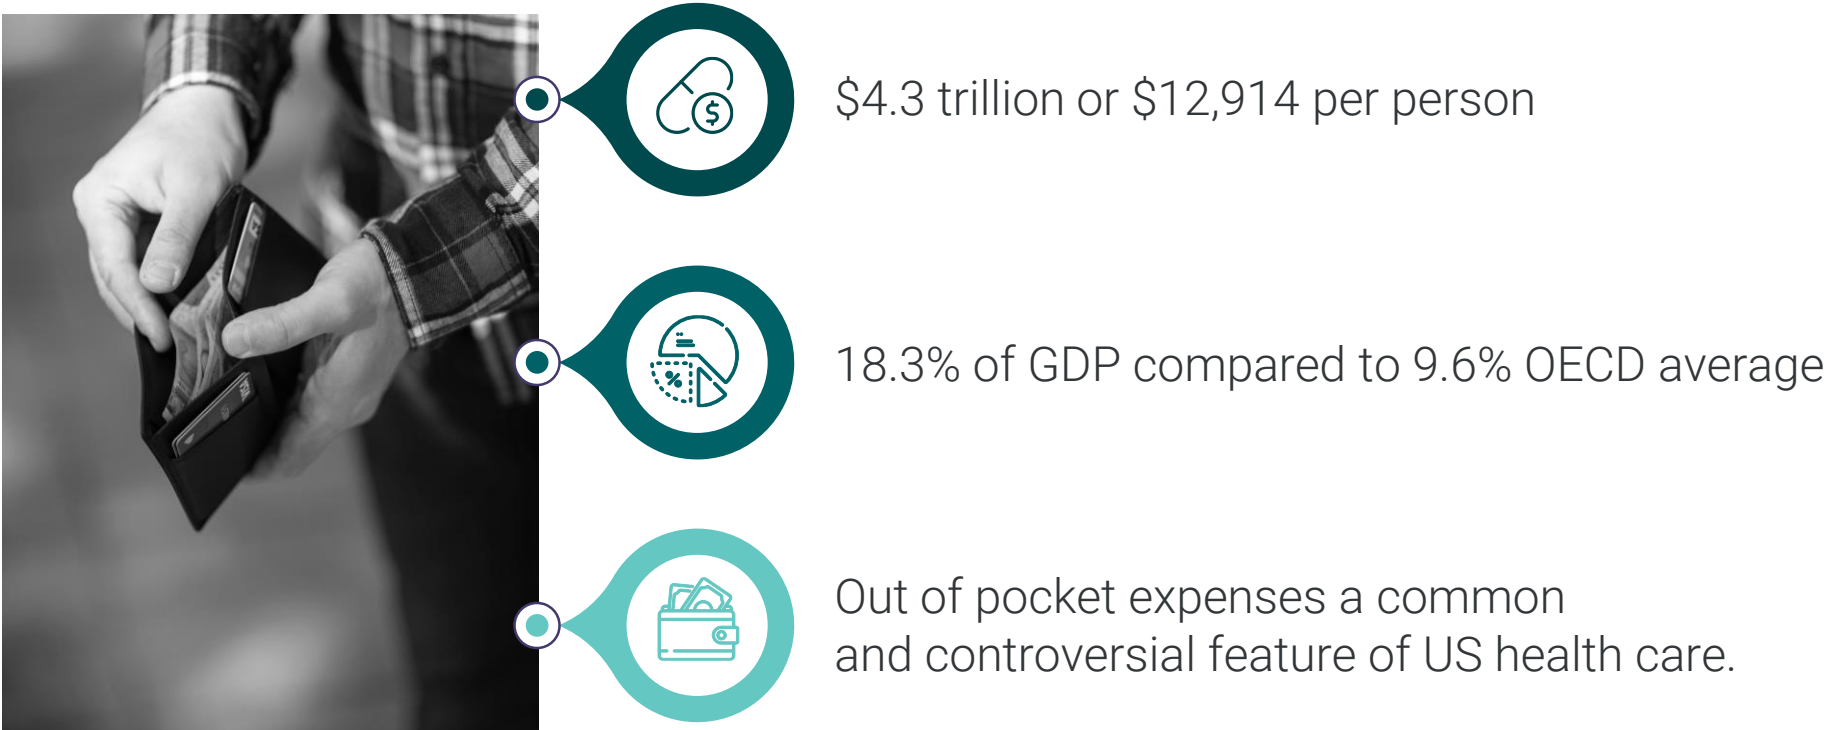 $4.3 trillion or $12,914 per person
18.3% of GDP compared to 9.6% OECD average
Out of pocket expenses a common
and controversial feature of US health care.